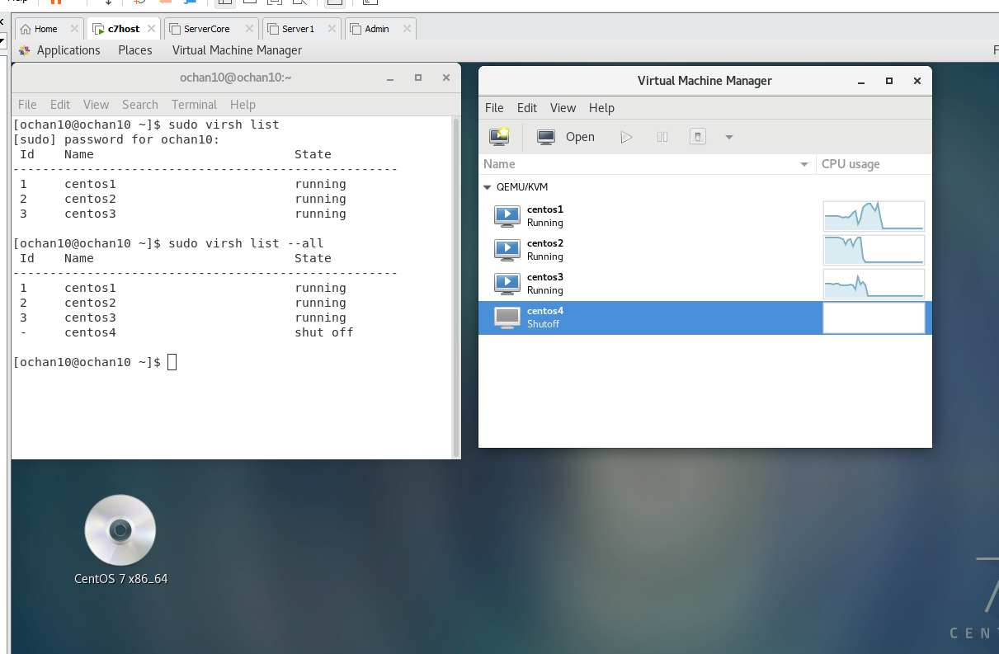 Help
Home
c7host
ServerCore
Server1
Admin
Applications Places Virtual Machine Manager
ochan10@ochan10:~
File Edit View Search Terminal Help
[ochan10@ochan10 ~]$ sudo virsh list
[sudo] password for ochan10:
Id Name State
----------------------------------------------------
1 centos1 running
2 centos2 running
3 centos3 running
[ochan10@ochan10 ~]$ sudo virsh list --all
Id Name State
----------------------------------------------------
1 centos1 running
2 centos2 running
3 centos3 running
- centos4 shut off
[ochan10@ochan10 ~]$
Virtual Machine Manager
File Edit View Help
Open
Name CPU usage
QEMU/KVM
centos1
Running
centos2
Running
centos3
Running
centos4
Shutoff
CentOS 7 x86_64
7
CEN